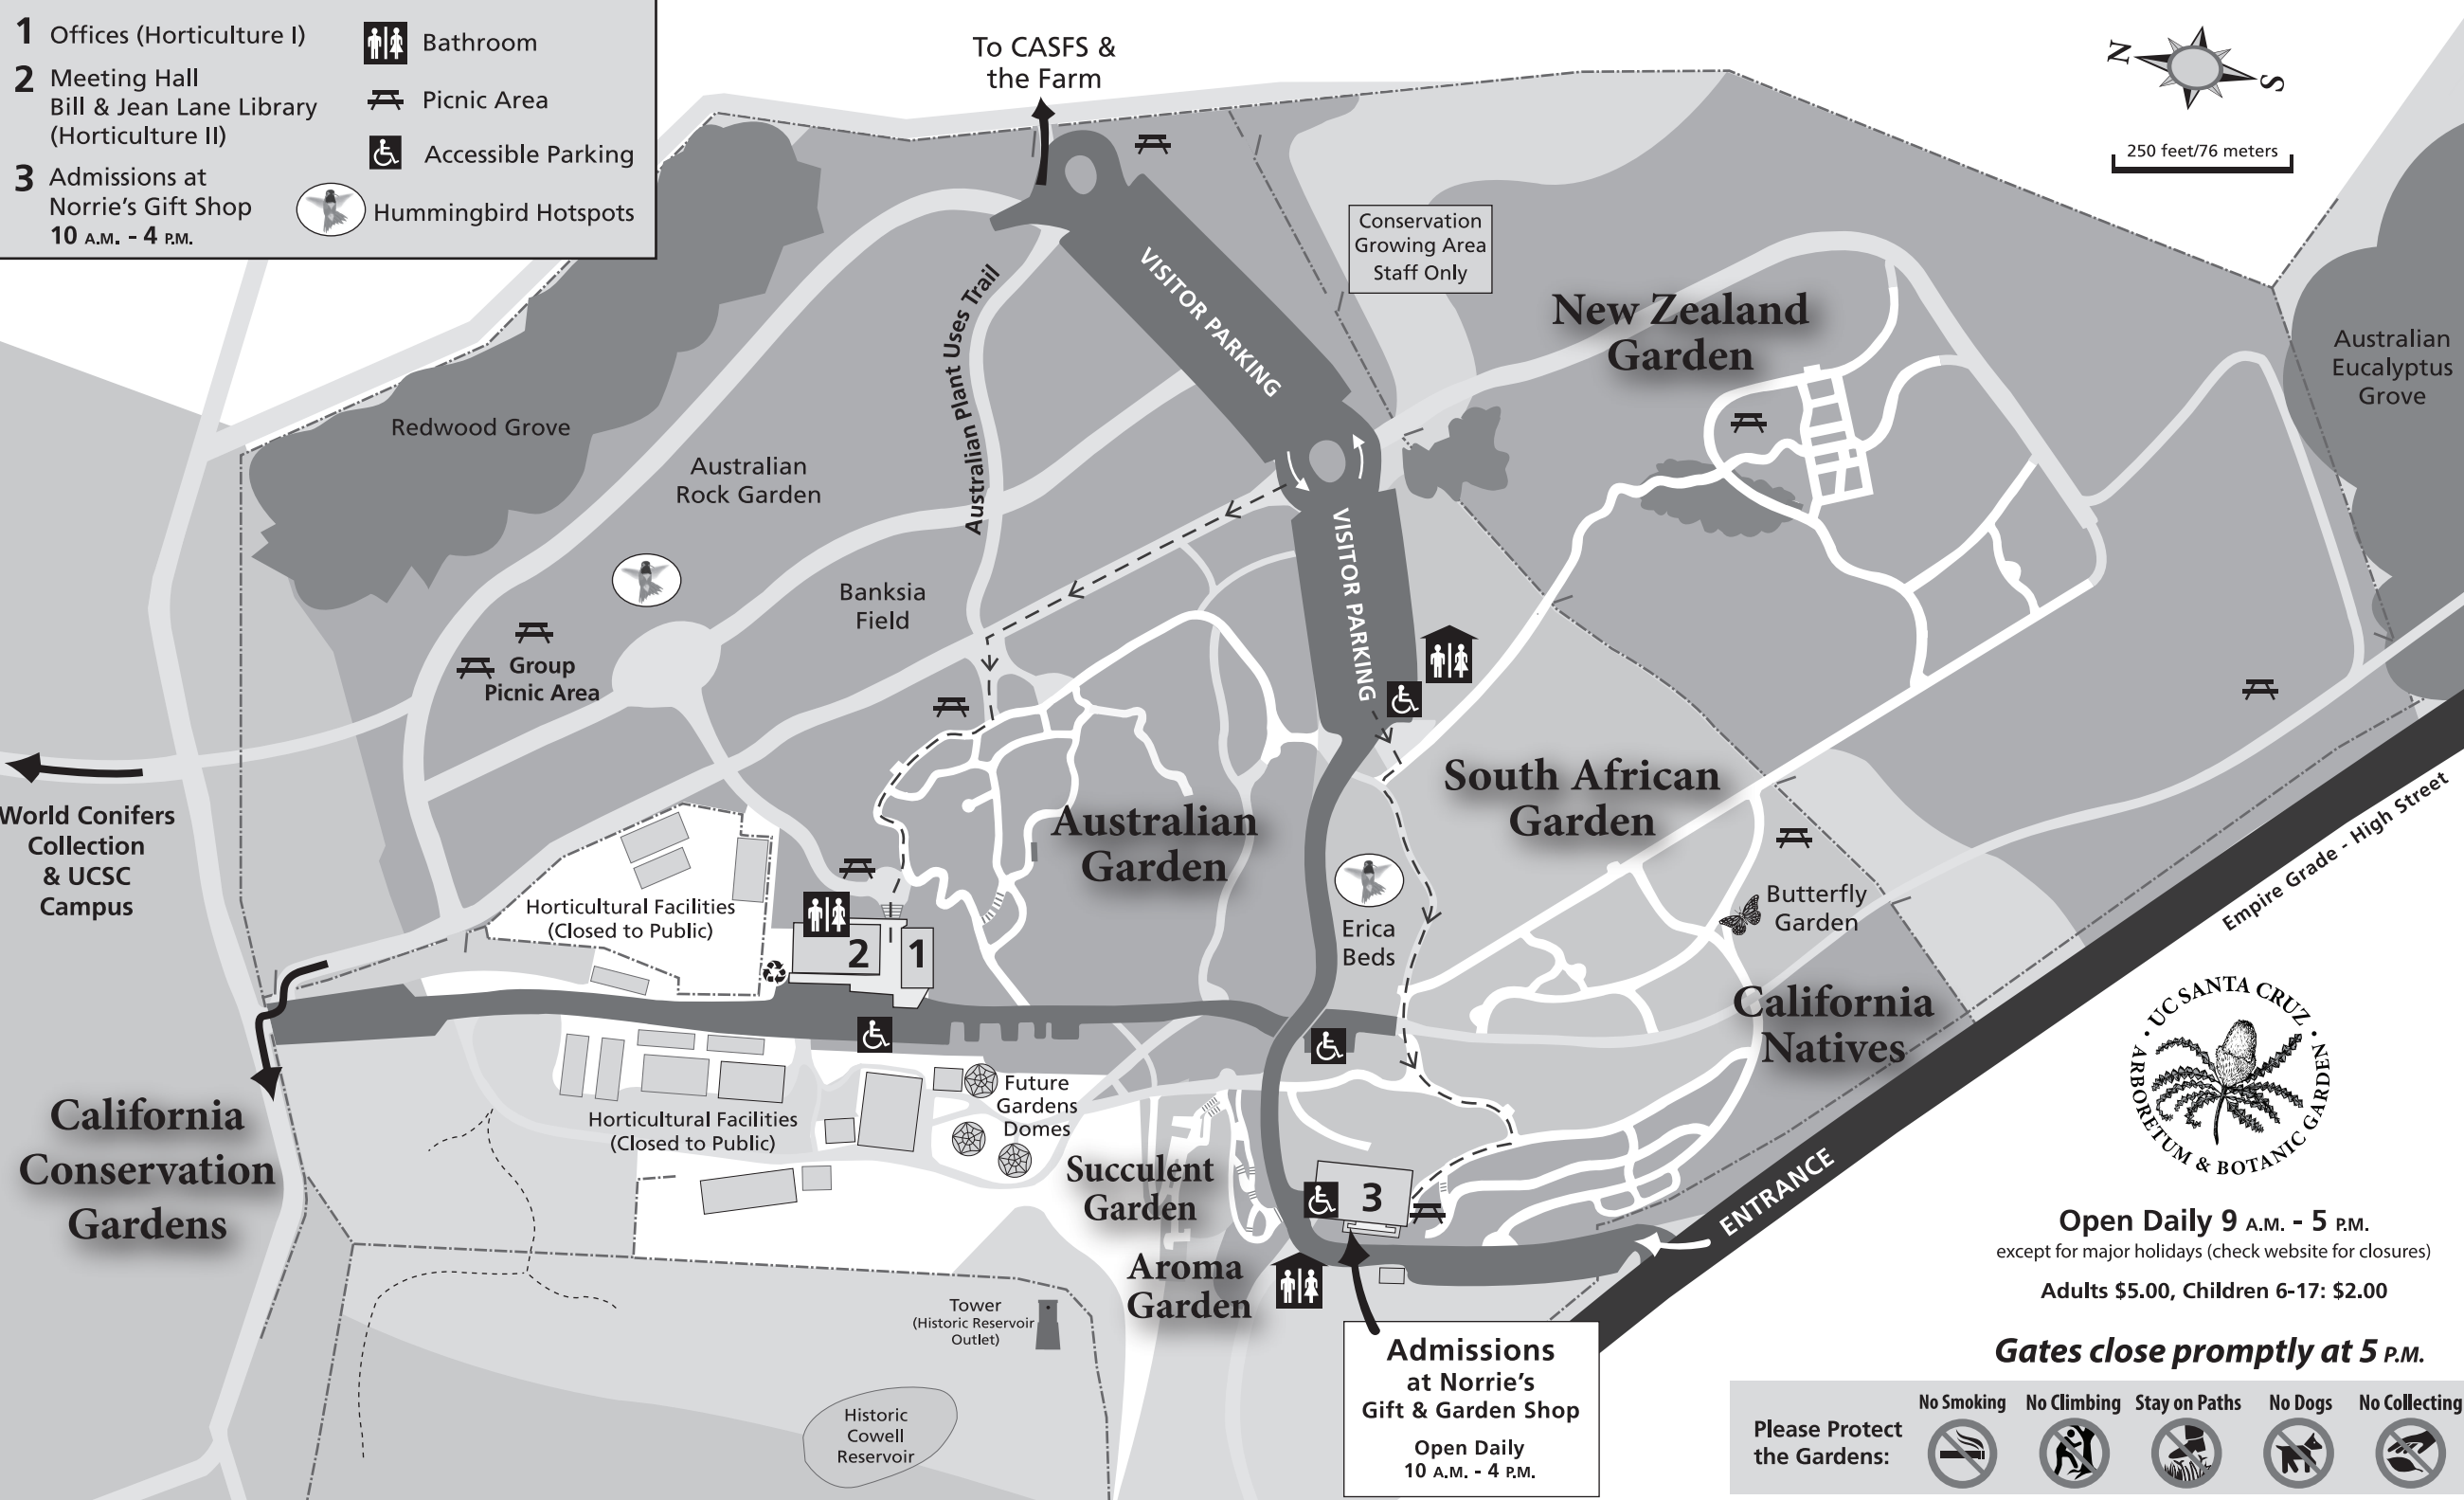 1 Offices (Horticulture I)
2 Meeting Hall
Bill & Jean Lane Library
(Horticulture II)
3 Admissions at
Norrie's Gift Shop
10 A.M. - 4 P.M.
Bathroom
Picnic Area
Accessible Parking
Hummingbird Hotspots
To CASFS &
the Farm
N
S
250 feet/76 meters
Conservation
Growing Area
Staff Only
VISITOR PARKING
Australian Plant Uses Trail
New Zealand
Garden
Australian
Eucalyptus
Grove
Redwood Grove
Australian
Rock Garden
VISITOR PARKING
Banksia
Field
Group
Picnic Area
World Conifers
Collection
& UCSC
Campus
Australian
Garden
South African
Garden
Empire Grade - High Street
Horticultural Facilities
(Closed to Public)
2
1
Erica
Beds
Butterfly
Garden
California
Natives
UC SANTA CRUZ
ARBORETUM & BOTANIC GARDEN
California
Conservation
Gardens
Horticultural Facilities
(Closed to Public)
Future
Gardens
Domes
Succulent
Garden
3
ENTRANCE
Aroma
Garden
Tower
(Historic Reservoir
Outlet)
Historic
Cowell
Reservoir
Admissions
at Norrie's
Gift & Garden Shop
Open Daily
10 A.M. - 4 P.M.
Open Daily 9 A.M. - 5 P.M.
except for major holidays (check website for closures)
Adults $5.00, Children 6-17: $2.00
Gates close promptly at 5 P.M.
Please Protect
the Gardens:
No Smoking
No Climbing
Stay on Paths
No Dogs
No Collecting